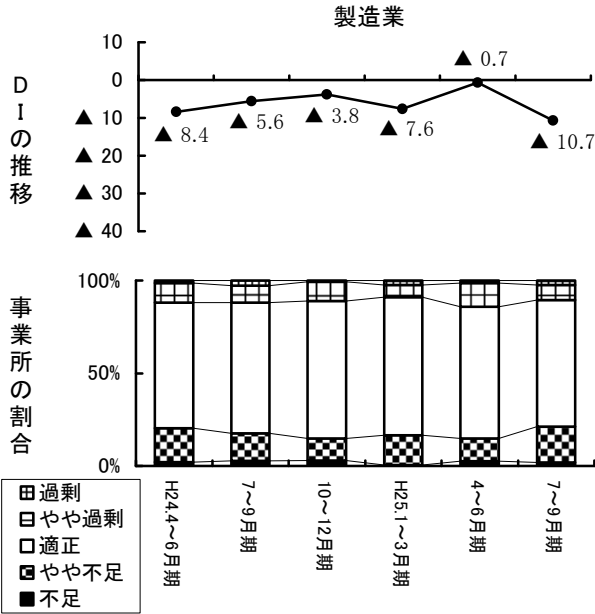 製造業
DIの推移
10
0
▲ 10
▲ 20
▲ 30
▲ 40
▲ 8.4
▲ 5.6
▲ 3.8
▲ 7.6
▲ 0.7
▲ 10.7
事業所の割合
100%
50%
0%
H24.4～6月期
7～9月期
10～12月期
H25.1～3月期
4～6月期
7～9月期
過剰
やや過剰
適正
やや不足
不足